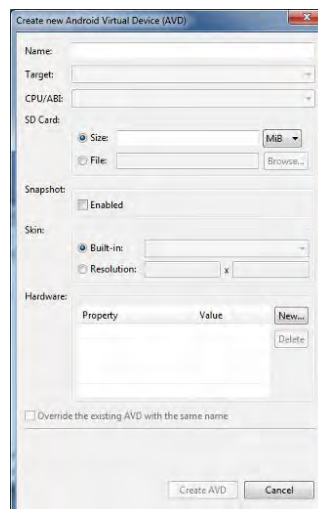 Create new Android Virtual Device (AVD)
Name:
Target:
CPU/ABI:
SD Card:
Size: MiB
File: Browse...
Snapshot:
Enabled
Skin:
Built-in:
Resolution: x
Hardware:
Property Value New...
Delete
Override the existing AVD with the same name
Create AVD Cancel